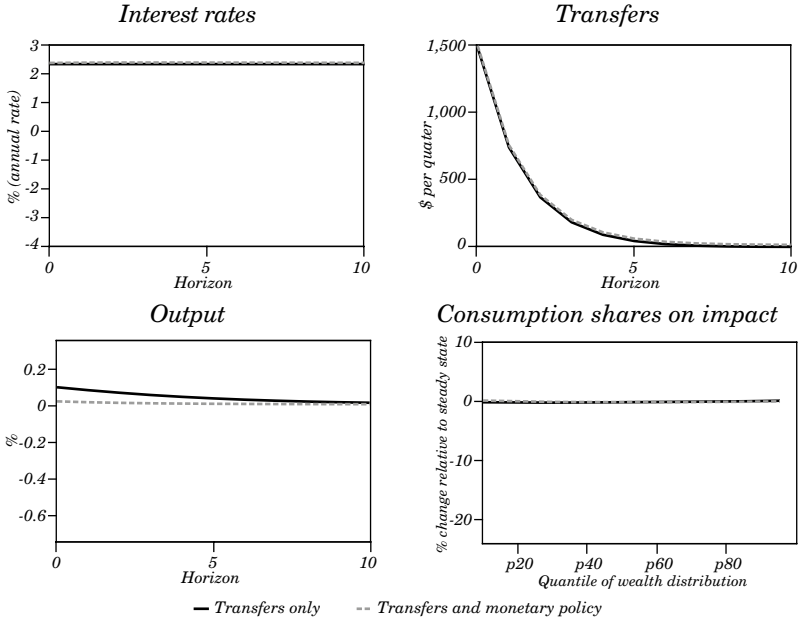 Interest rates
3
2
1
0
-1
-2
-3
-4
% (annual rate)
0 5 10
Horizon
Transfers
1,500
1,000
500
0
$ per quater
0 5 10
Horizon
Output
0.2
0
-0.2
-0.4
-0.6
%
0 5 10
Horizon
Consumption shares on impact
10
0
-10
-20
% change relative to steady state
p20 p40 p60 p80
Quantile of wealth distribution
Transfers only Transfers and monetary policy